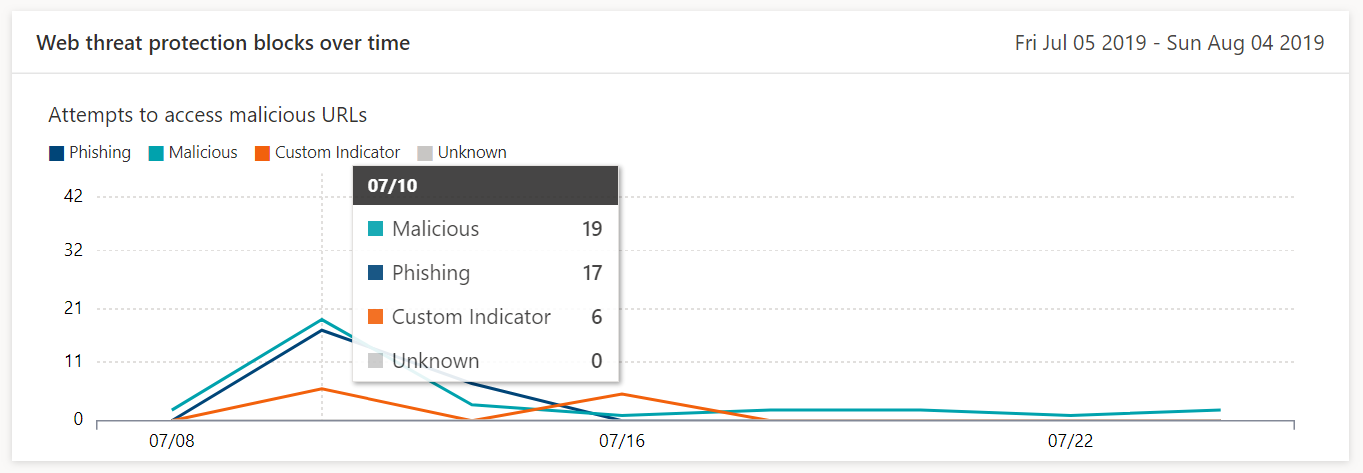 Web threat protection blocks over time
Fri Jul 05 2019 - Sun Aug 04 2019
Attempts to access malicious URLs
Phishing Malicious Custom Indicator Unknown
07/10
Malicious 19
Phishing 17
Custom Indicator 6
Unknown 0
42
32
21
11
0
07/08 07/16 07/22